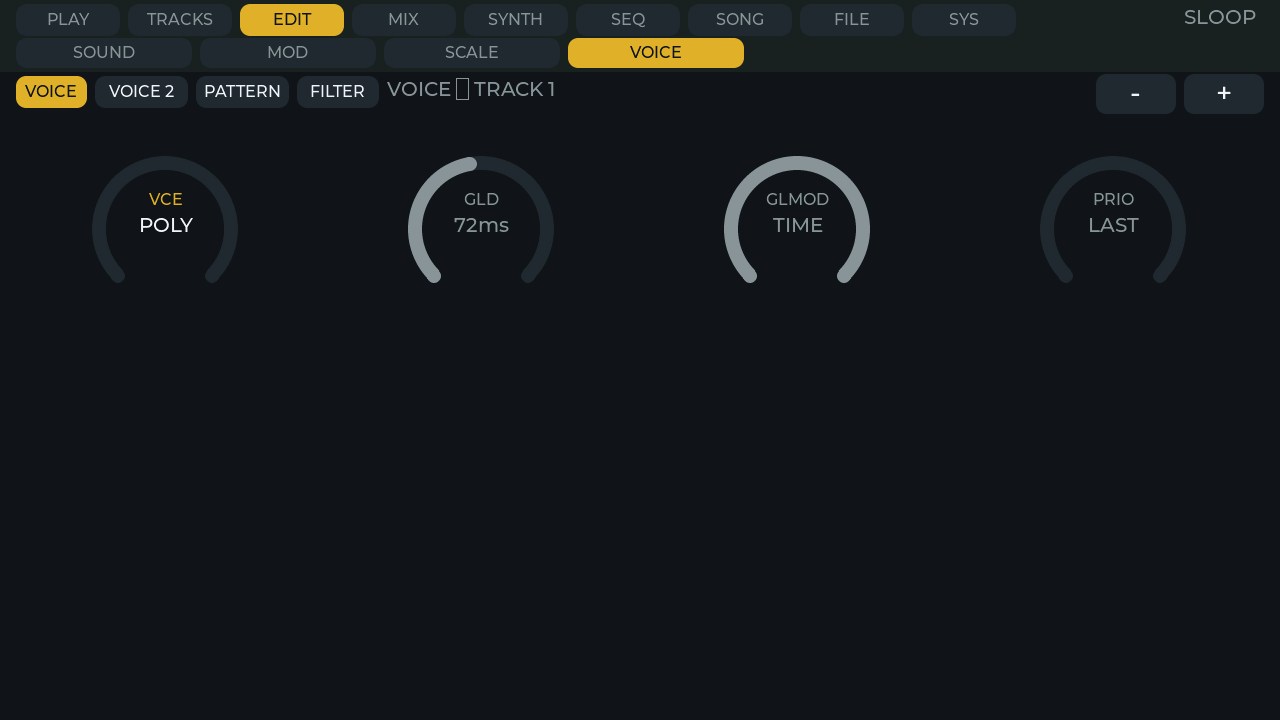 PLAY TRACKS EDIT MIX SYNTH SEQ SONG FILE SYS SLOOP
SOUND MOD SCALE VOICE
VOICE VOICE 2 PATTERN FILTER VOICE TRACK 1 - +
VCE GLD GLMOD PRIO
POLY 72ms TIME LAST